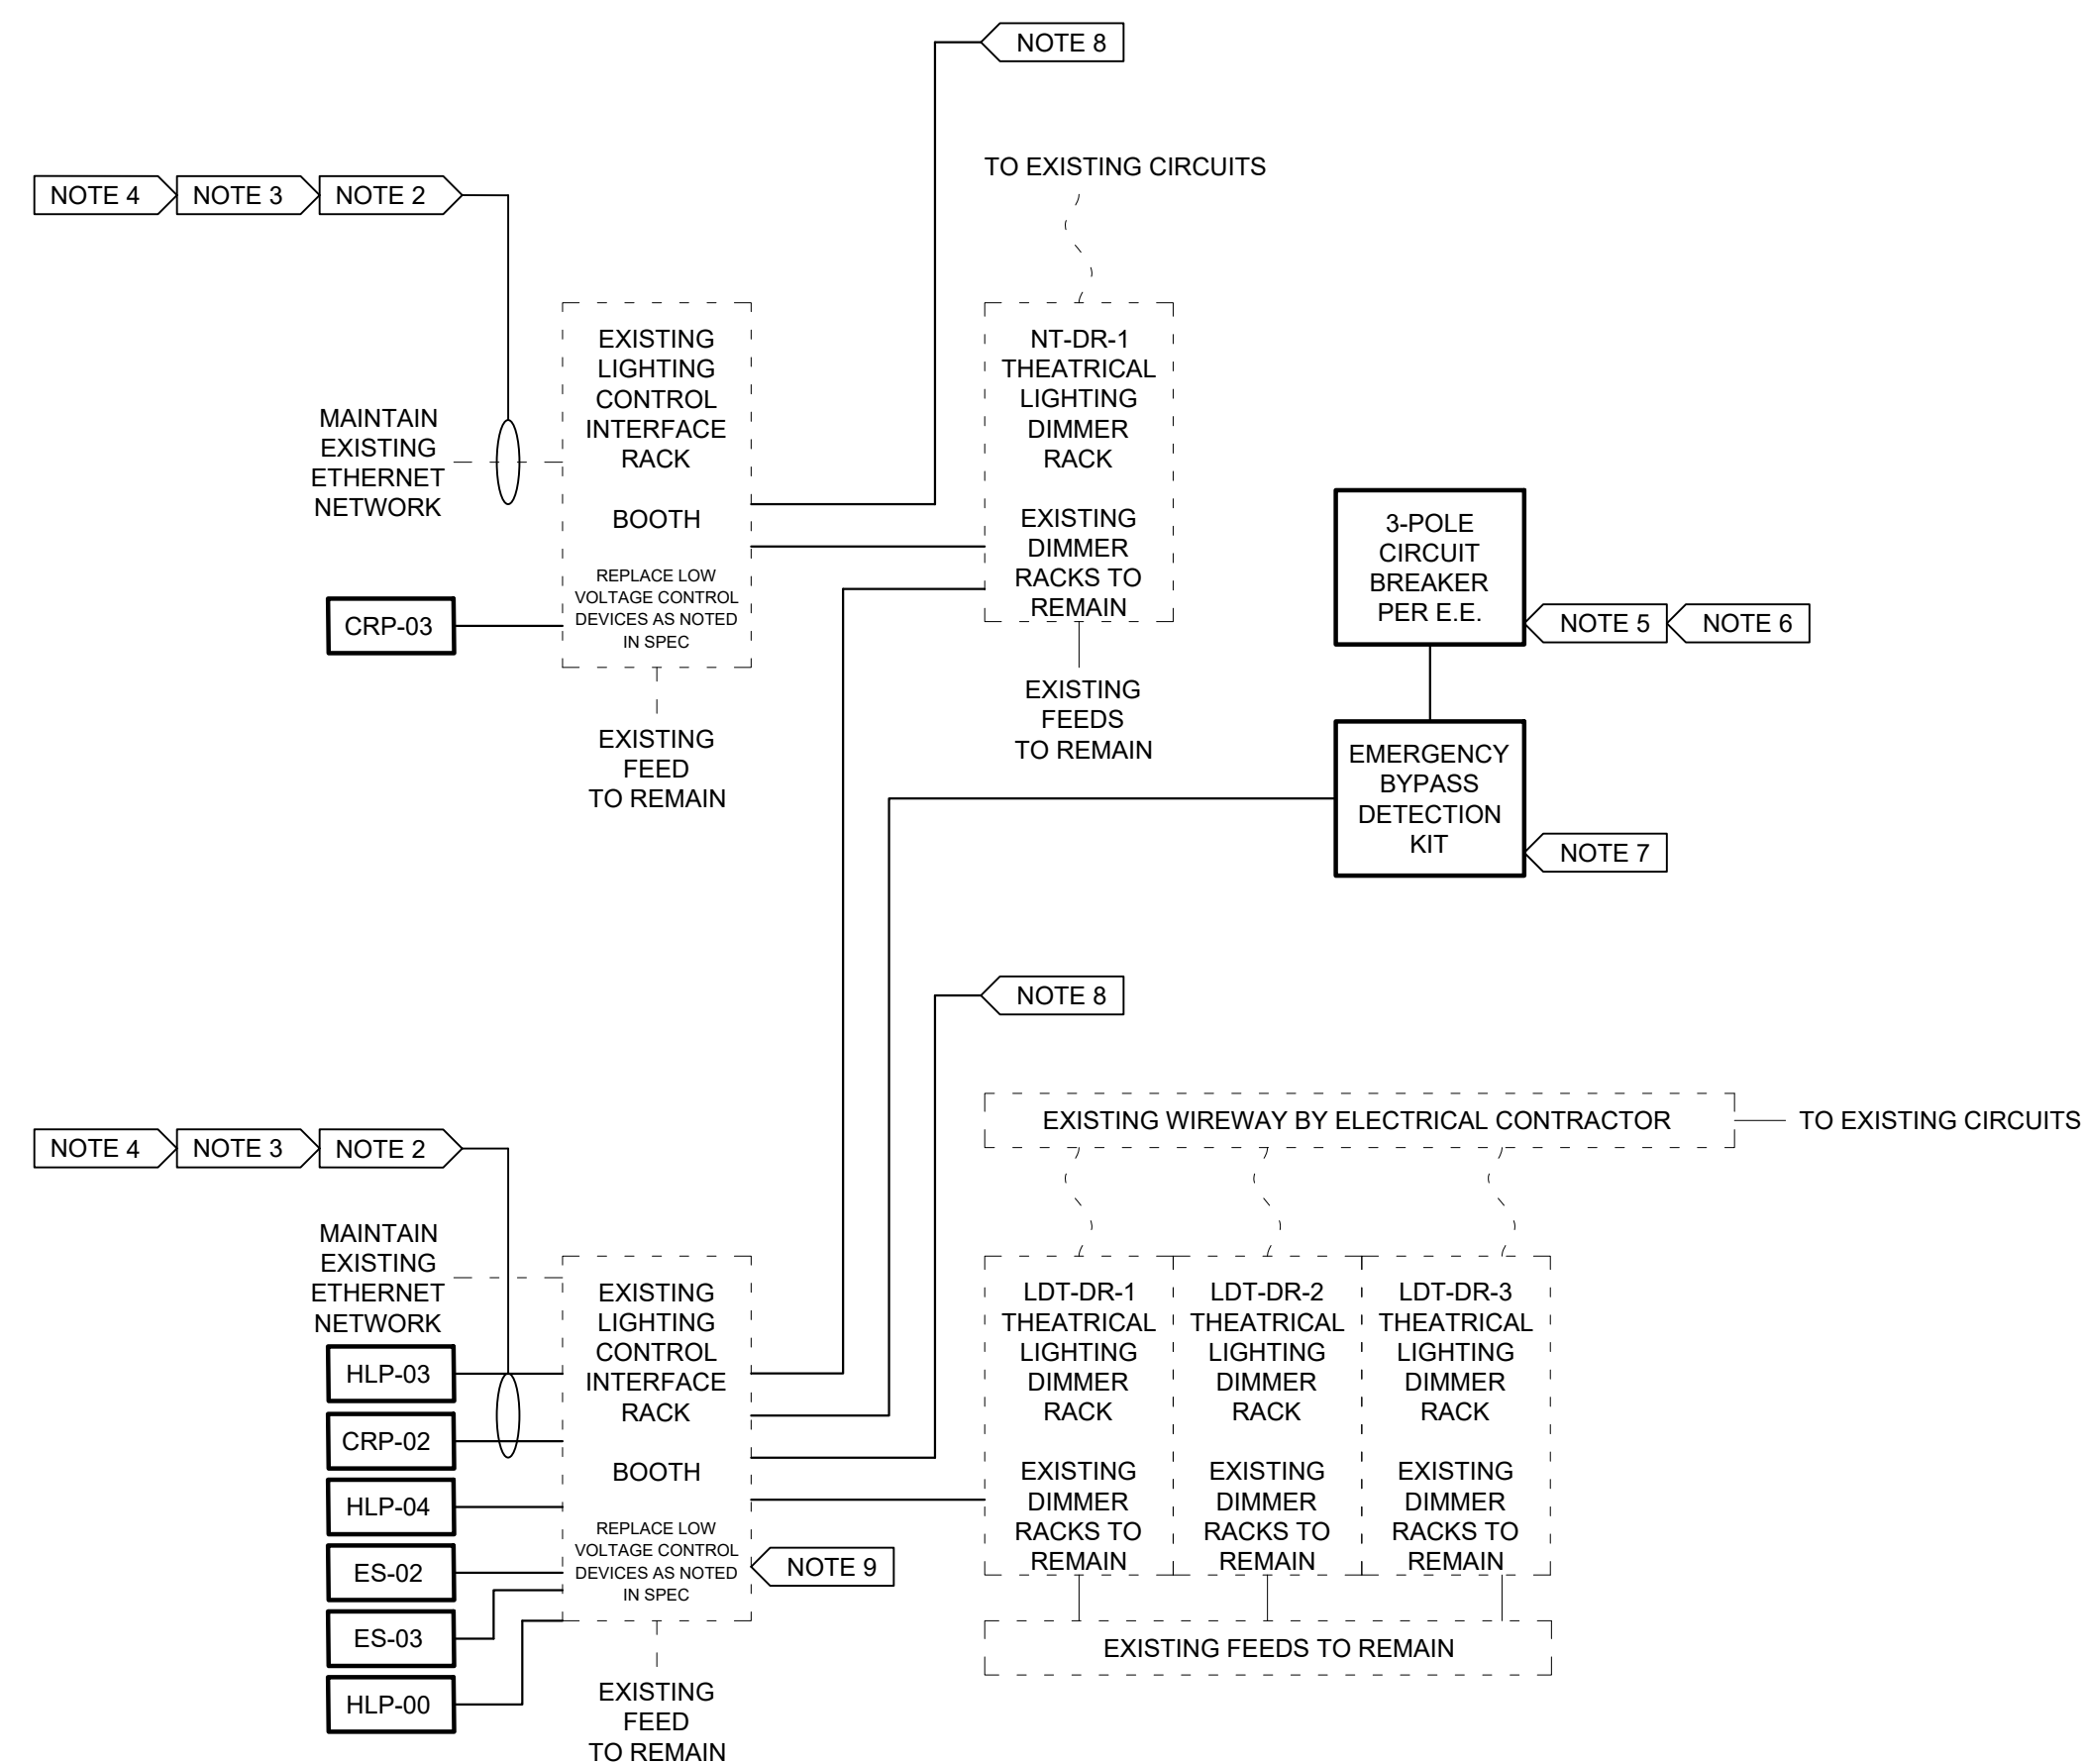 NOTE 8
TO EXISTING CIRCUITS
NOTE 4
NOTE 3
NOTE 2
MAINTAIN
EXISTING
ETHERNET
NETWORK
EXISTING
LIGHTING
CONTROL
INTERFACE
RACK
BOOTH
REPLACE LOW
VOLTAGE CONTROL
DEVICES AS NOTED
IN SPEC
CRP-03
EXISTING
FEED
TO REMAIN
NT-DR-1
THEATRICAL
LIGHTING
DIMMER
RACK
EXISTING
DIMMER
RACKS TO
REMAIN
EXISTING
FEEDS
TO REMAIN
3-POLE
CIRCUIT
BREAKER
PER E.E.
NOTE 5
NOTE 6
EMERGENCY
BYPASS
DETECTION
KIT
NOTE 7
NOTE 8
EXISTING WIREWAY BY ELECTRICAL CONTRACTOR
TO EXISTING CIRCUITS
NOTE 4
NOTE 3
NOTE 2
MAINTAIN
EXISTING
ETHERNET
NETWORK
HLP-03
CRP-02
HLP-04
ES-02
ES-03
HLP-00
EXISTING
LIGHTING
CONTROL
INTERFACE
RACK
BOOTH
REPLACE LOW
VOLTAGE CONTROL
DEVICES AS NOTED
IN SPEC
NOTE 9
EXISTING
FEED
TO REMAIN
LDT-DR-1
THEATRICAL
LIGHTING
DIMMER
RACK
EXISTING
DIMMER
RACKS TO
REMAIN
LDT-DR-2
THEATRICAL
LIGHTING
DIMMER
RACK
EXISTING
DIMMER
RACKS TO
REMAIN
LDT-DR-3
THEATRICAL
LIGHTING
DIMMER
RACK
EXISTING
DIMMER
RACKS TO
REMAIN
EXISTING FEEDS TO REMAIN